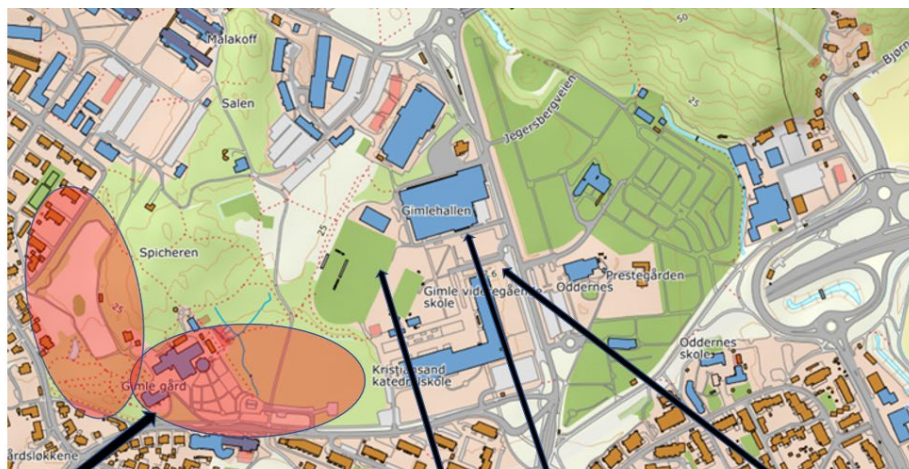 Malakoff
50
Bjørn
Salen
25
Jegersbergveien
Gimlehallen
25
Spicheren
Prestegården
Oddernes
25
Gimle videregående
skole
Oddernes
skole
Kristiansand
katedralskole
Gimle gård
årdsløkkene